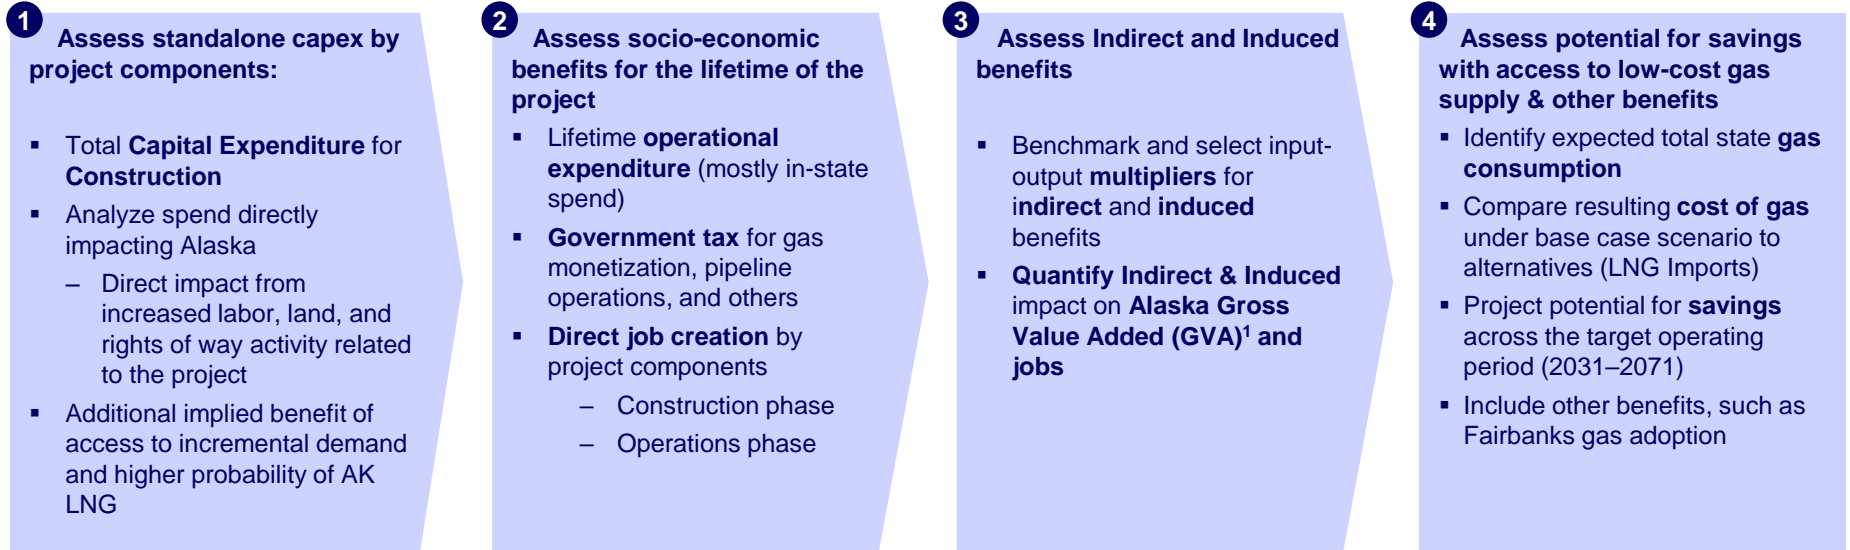 1
Assess standalone capex by
project components:
▪ Total Capital Expenditure for
Construction
▪ Analyze spend directly
impacting Alaska
– Direct impact from
increased labor, land, and
rights of way activity related
to the project
▪ Additional implied benefit of
access to incremental demand
and higher probability of AK
LNG
2
Assess socio-economic
benefits for the lifetime of the
project
▪ Lifetime operational
expenditure (mostly in-state
spend)
▪ Government tax for gas
monetization, pipeline
operations, and others
▪ Direct job creation by
project components
– Construction phase
– Operations phase
3
Assess Indirect and Induced
benefits
▪ Benchmark and select input-
output multipliers for
indirect and induced
benefits
▪ Quantify Indirect & Induced
impact on Alaska Gross
Value Added (GVA)¹ and
jobs
4
Assess potential for savings
with access to low-cost gas
supply & other benefits
▪ Identify expected total state gas
consumption
▪ Compare resulting cost of gas
under base case scenario to
alternatives (LNG Imports)
▪ Project potential for savings
across the target operating
period (2031–2071)
▪ Include other benefits, such as
Fairbanks gas adoption